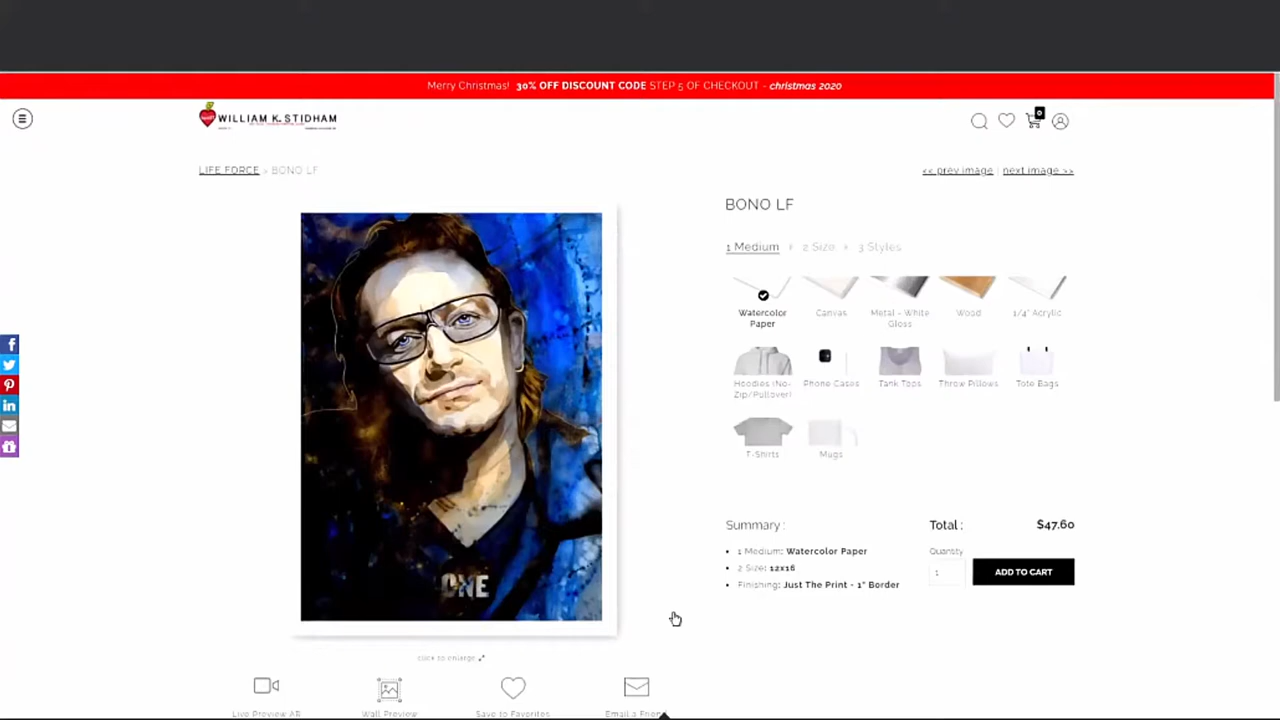 Merry Christmas! 30% OFF DISCOUNT CODE STEP 5 OF CHECKOUT - christmas 2020
WILLIAM K. STIDHAM
0
LIFE FORCE > BONO LF
<< prev image | next image >>
BONO LF
1 Medium 2 Size 3 Styles
Watercolor Paper
Canvas
Metal - White Gloss
Wood
1/4" Acrylic
Hoodies (No-Zip/Pullover)
Phone Cases
Tank Tops
Throw Pillows
Tote Bags
T-Shirts
Mugs
ONE
Summary :
Total : $47.60
1 Medium: Watercolor Paper
2 Size: 12x16
Finishing: Just The Print - 1" Border
Quantity
1
ADD TO CART
click to enlarge
Live Preview AR
Wall Preview
Save to Favorites
Email a Friend